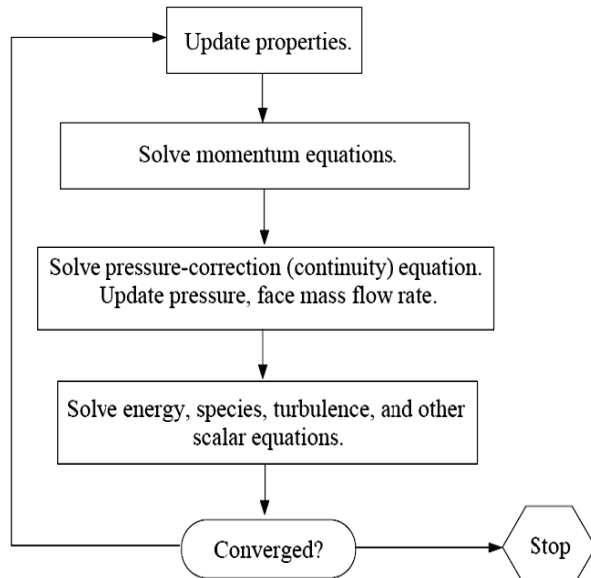 Update properties.
Solve momentum equations.
Solve pressure-correction (continuity) equation.
Update pressure, face mass flow rate.
Solve energy, species, turbulence, and other
scalar equations.
Converged?
Stop